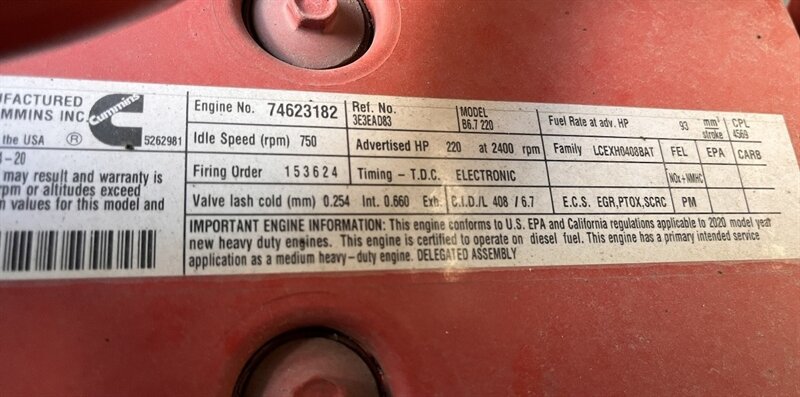 UFACTURED
MMINS INC.
the USA ®
Cummins
5262981
-20
may result and warranty is
rpm or altitudes exceed
n values for this model and
Engine No. 74623182
Ref. No.
3E3EAD83
MODEL
B6.7 220
Fuel Rate at adv. HP 93 mm³
stroke
CPL
4569
Idle Speed (rpm) 750
Advertised HP 220 at 2400 rpm
Family LCEXH0408BAT
FEL EPA CARB
Firing Order 153624
Timing - T.D.C. ELECTRONIC
NOx+NMHC
Valve lash cold (mm) 0.254 Int. 0.660 Exh.
C.I.D./L 408 / 6.7
E.C.S. EGR,PTOX,SCRC
PM
IMPORTANT ENGINE INFORMATION: This engine conforms to U.S. EPA and California regulations applicable to 2020 model year
new heavy duty engines. This engine is certified to operate on diesel fuel. This engine has a primary intended service
application as a medium heavy-duty engine. DELEGATED ASSEMBLY